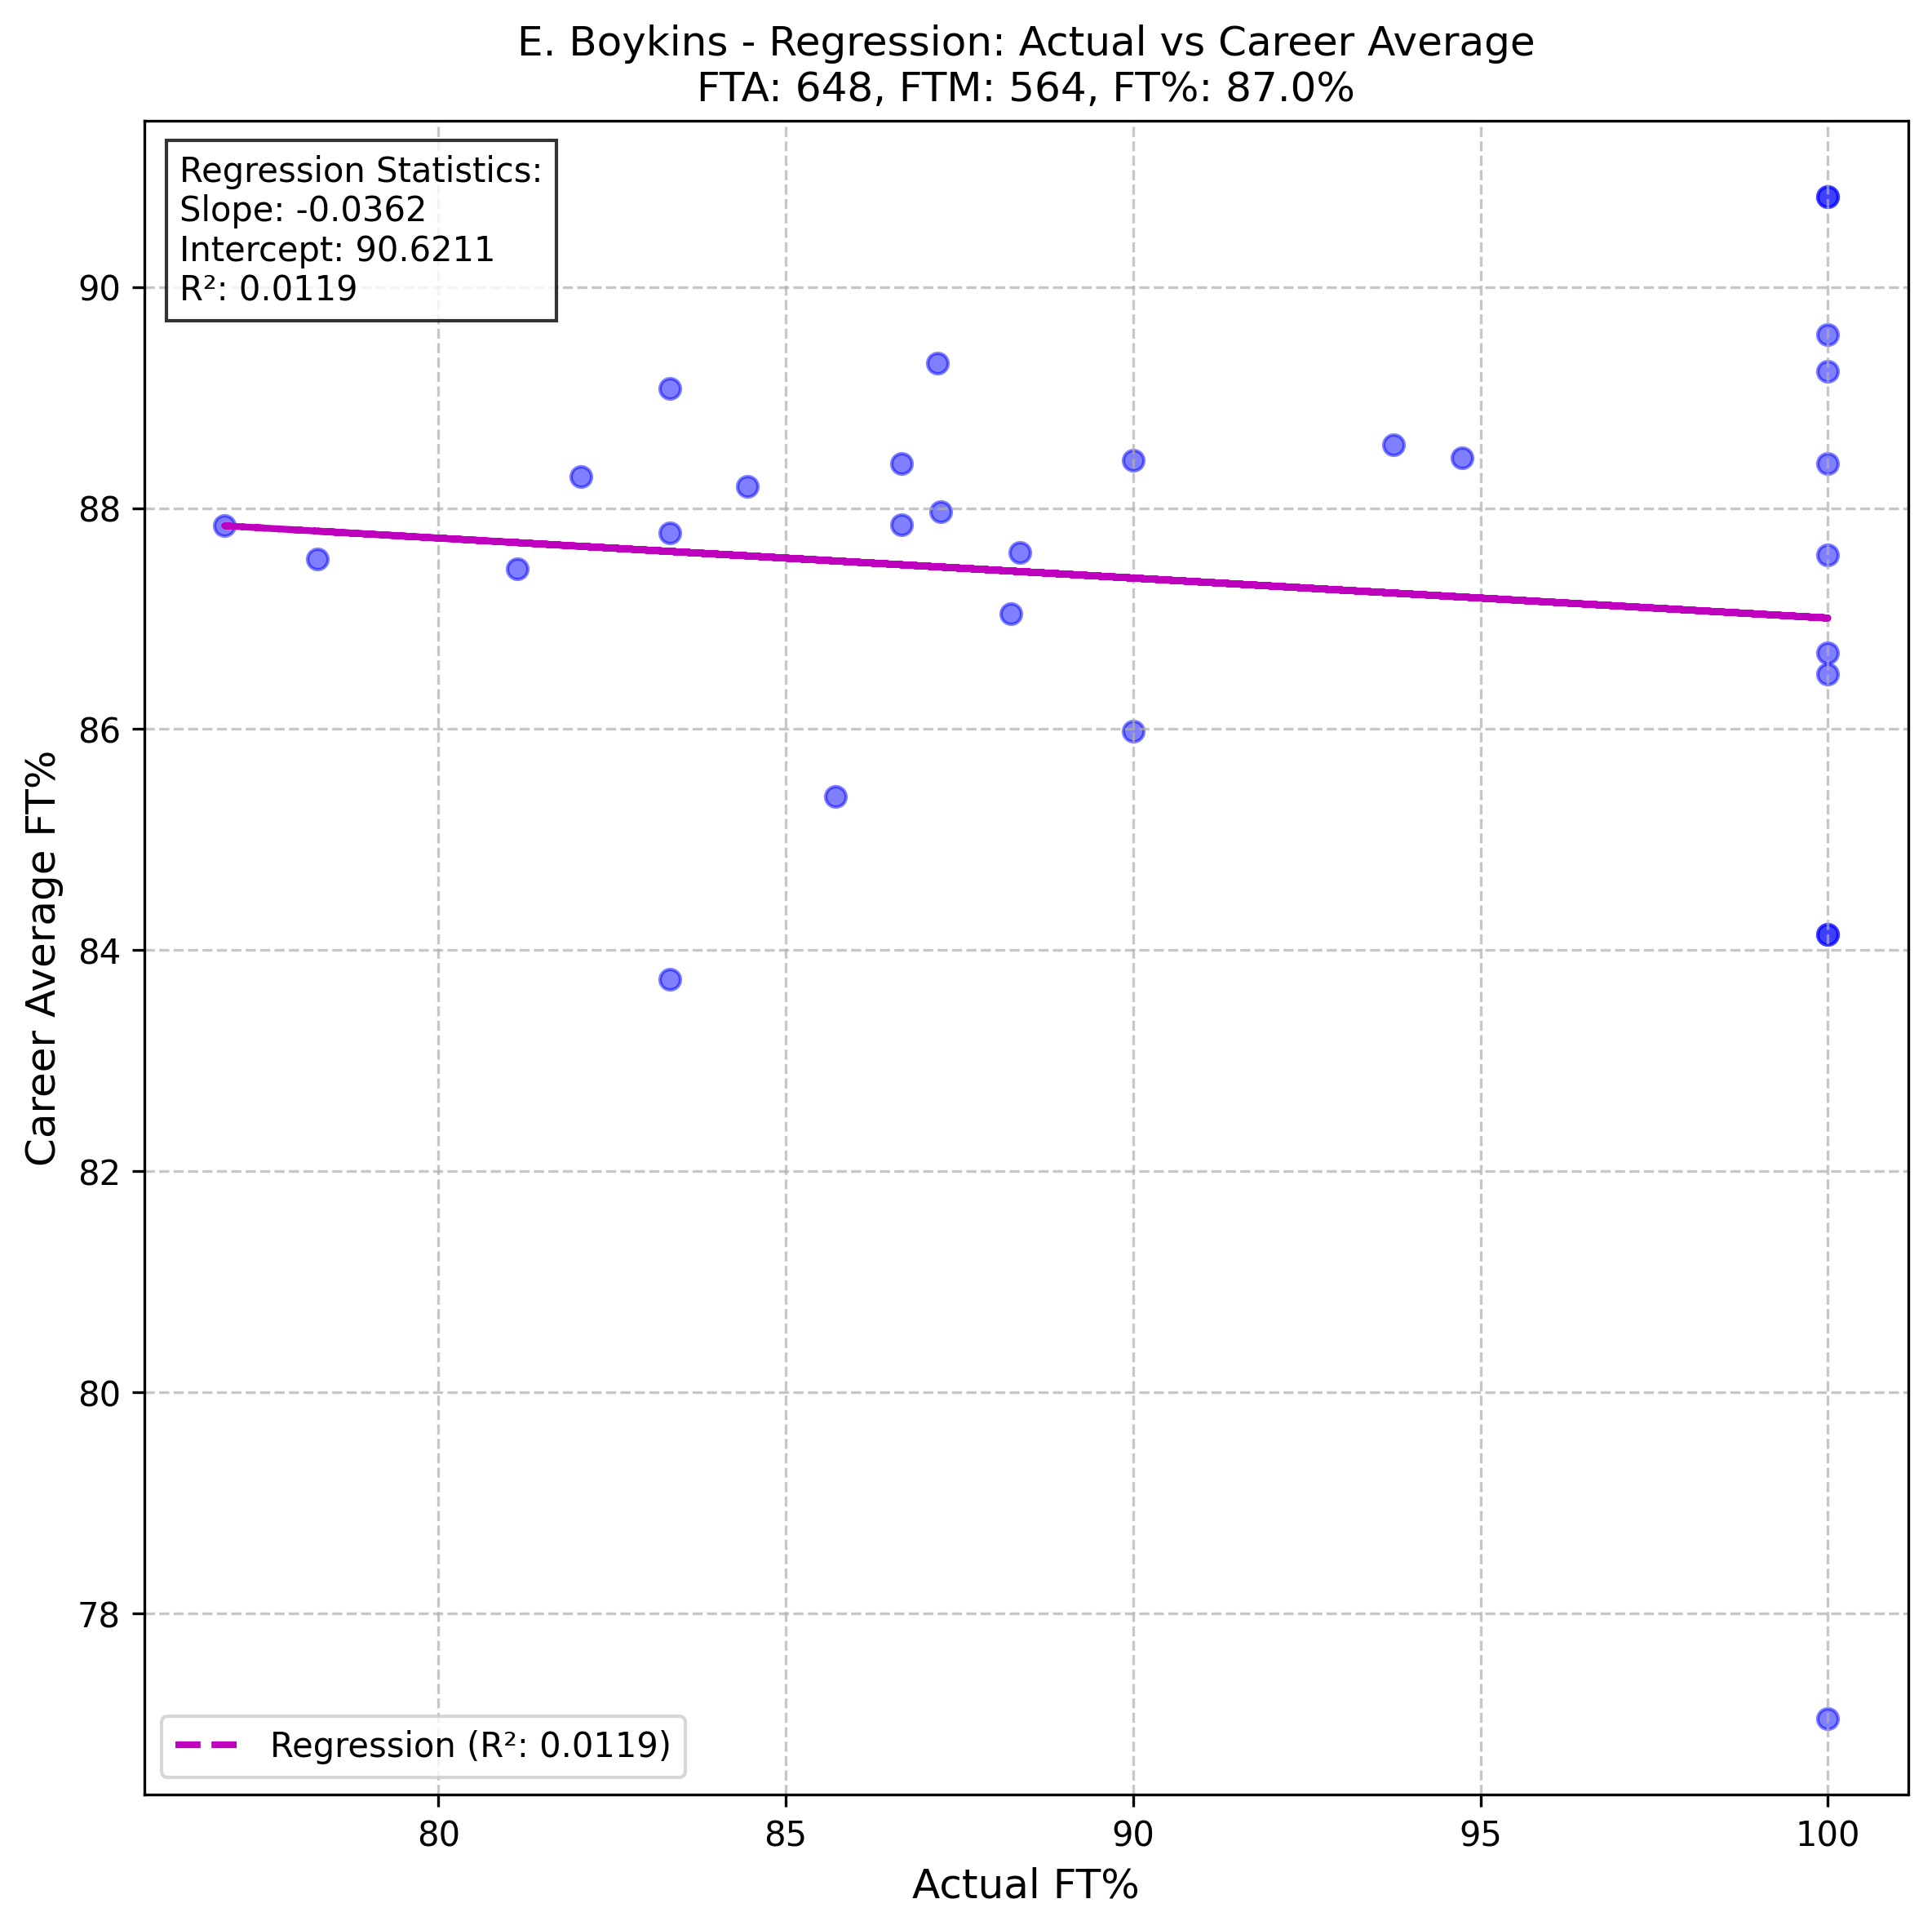 E. Boykins - Regression: Actual vs Career Average
FTA: 648, FTM: 564, FT%: 87.0%
Regression Statistics:
Slope: -0.0362
Intercept: 90.6211
R²: 0.0119
90
88
86
84
82
80
78
Career Average FT%
Regression (R²: 0.0119)
80
85
90
95
100
Actual FT%